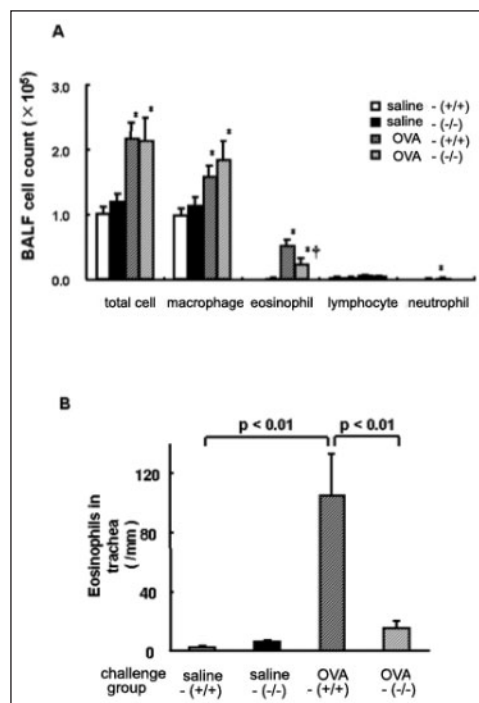 A
BALF cell count (×10⁵)
3.0
2.0
1.0
0.0
saline - (+/+)
saline - (-/-)
OVA - (+/+)
OVA - (-/-)
* *
* *
* *†
*
total cell macrophage eosinophil lymphocyte neutrophil
B
p < 0.01 p < 0.01
Eosinophils in
trachea
(/mm)
120
80
40
0
challenge
group
saline saline OVA OVA
- (+/+) - (-/-) - (+/+) - (-/-)